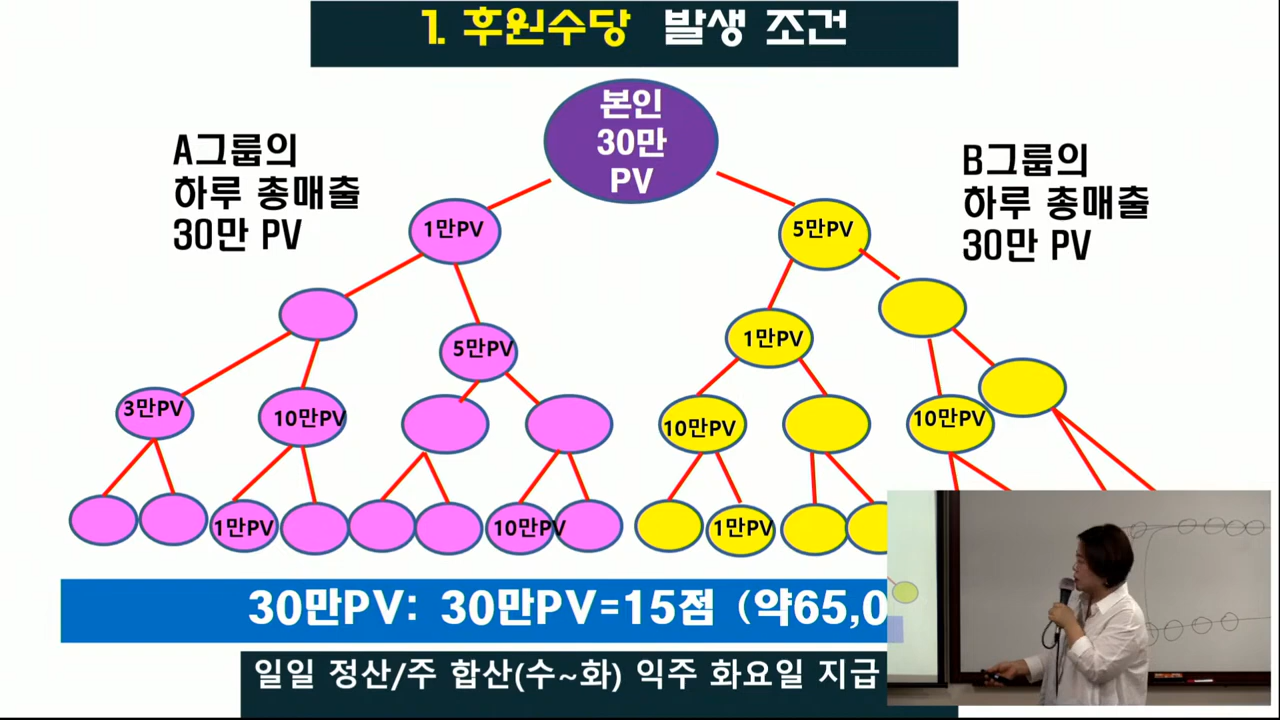 1. 후원수당 발생 조건
본인
30만
PV
A그룹의
하루 총매출
30만 PV
B그룹의
하루 총매출
30만 PV
1만PV
5만PV
5만PV
1만PV
3만PV
10만PV
10만PV
10만PV
1만PV
10만PV
1만PV
30만PV: 30만PV=15점 (약65,0
일일 정산/주 합산(수~화) 익주 화요일 지급